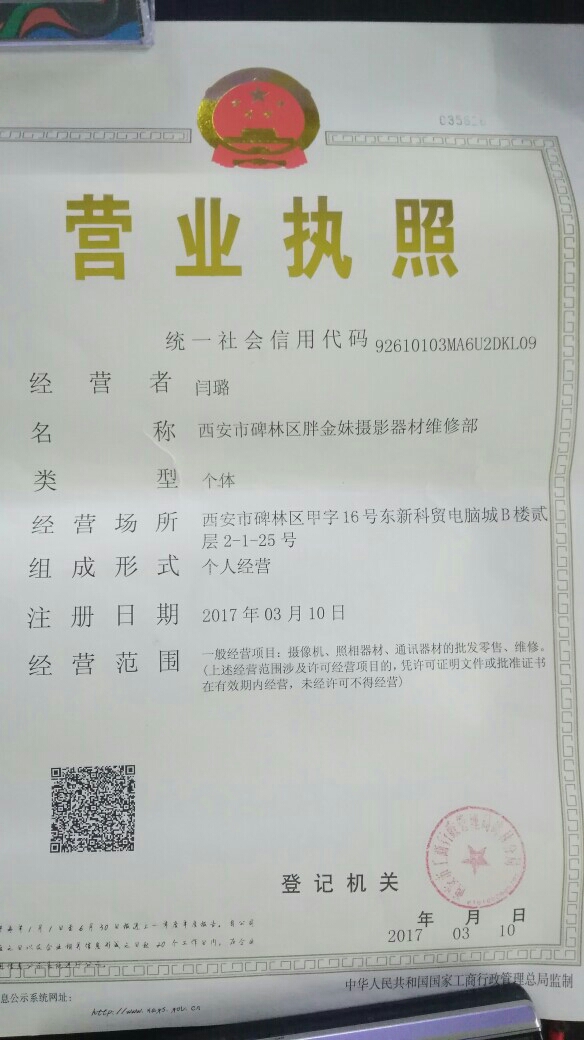 营业执照
统一社会信用代码 92610103MA6U2DKL09
经营者 闫璐
名称 西安市碑林区胖金妹摄影器材维修部
类型 个体
经营场所 西安市碑林区甲字16号东新科贸电脑城B楼贰
层2-1-25号
组成形式 个人经营
注册日期 2017年03月10日
经营范围 一般经营项目：摄像机、照相器材、通讯器材的批发零售、维修。
(上述经营范围涉及许可经营项目的，凭许可证明文件或批准证书
在有效期内经营，未经许可不得经营)
登记机关
年 月 日
2017 03 10
中华人民共和国国家工商行政管理总局监制
息公示系统网址：